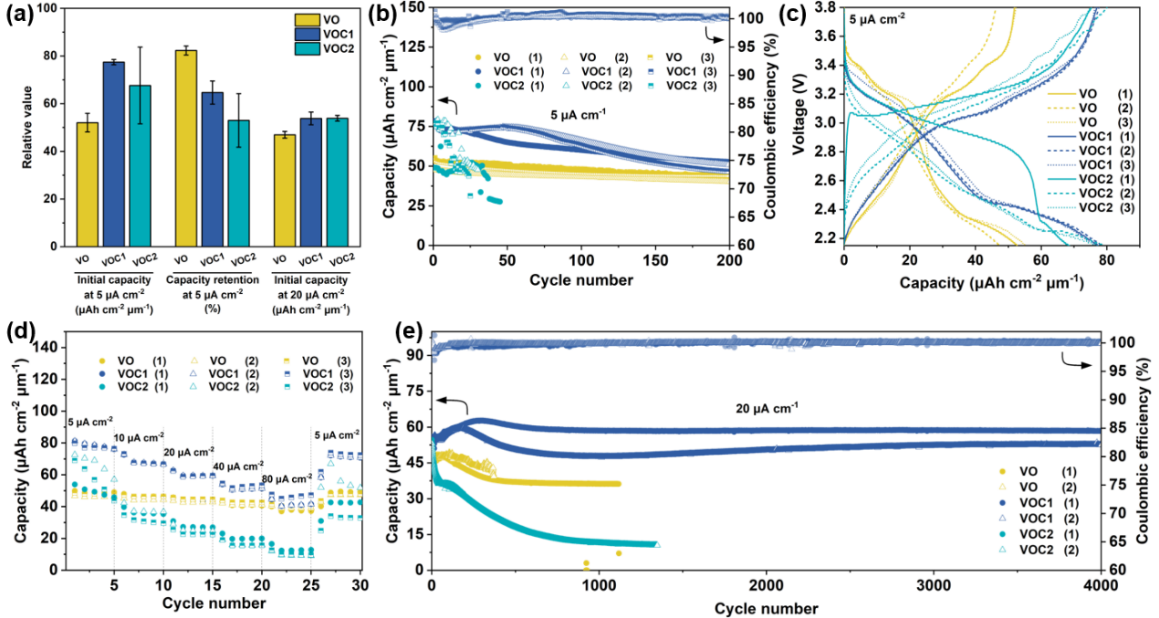 (a)
VO
VOC1
VOC2
100
80
60
40
20
0
Relative value
VO VOC1 VOC2 VO VOC1 VOC2 VO VOC1 VOC2
Initial capacity
at 5 μA cm⁻²
(μAh cm⁻² μm⁻¹)
Capacity retention
at 5 μA cm⁻²
(%)
Initial capacity
at 20 μA cm⁻²
(μAh cm⁻² μm⁻¹)
(b)
150
125
100
75
50
25
0
Capacity (μAh cm⁻² μm⁻¹)
VO (1) VO (2) VO (3)
VOC1 (1) VOC1 (2) VOC1 (3)
VOC2 (1) VOC2 (2) VOC2 (3)
5 μA cm⁻¹
100
95
90
85
80
75
70
65
60
Coulombic efficiency (%)
0 50 100 150 200
Cycle number
(c)
5 μA cm⁻²
3.8
3.4
3.0
2.6
2.2
Voltage (V)
VO (1)
VO (2)
VO (3)
VOC1 (1)
VOC1 (2)
VOC1 (3)
VOC2 (1)
VOC2 (2)
VOC2 (3)
0 20 40 60 80
Capacity (μAh cm⁻² μm⁻¹)
(d)
140
120
100
80
60
40
20
0
Capacity (μAh cm⁻² μm⁻¹)
VO (1) VO (2) VO (3)
VOC1 (1) VOC1 (2) VOC1 (3)
VOC2 (1) VOC2 (2) VOC2 (3)
5 μA cm⁻²
10 μA cm⁻²
20 μA cm⁻²
40 μA cm⁻²
80 μA cm⁻²
5 μA cm⁻²
5 10 15 20 25 30
Cycle number
(e)
90
75
60
45
30
15
0
Capacity (μAh cm⁻² μm⁻¹)
20 μA cm⁻¹
VO (1)
VO (2)
VOC1 (1)
VOC1 (2)
VOC2 (1)
VOC2 (2)
100
95
90
85
80
75
70
65
60
Coulombic efficiency (%)
0 1000 2000 3000 4000
Cycle number